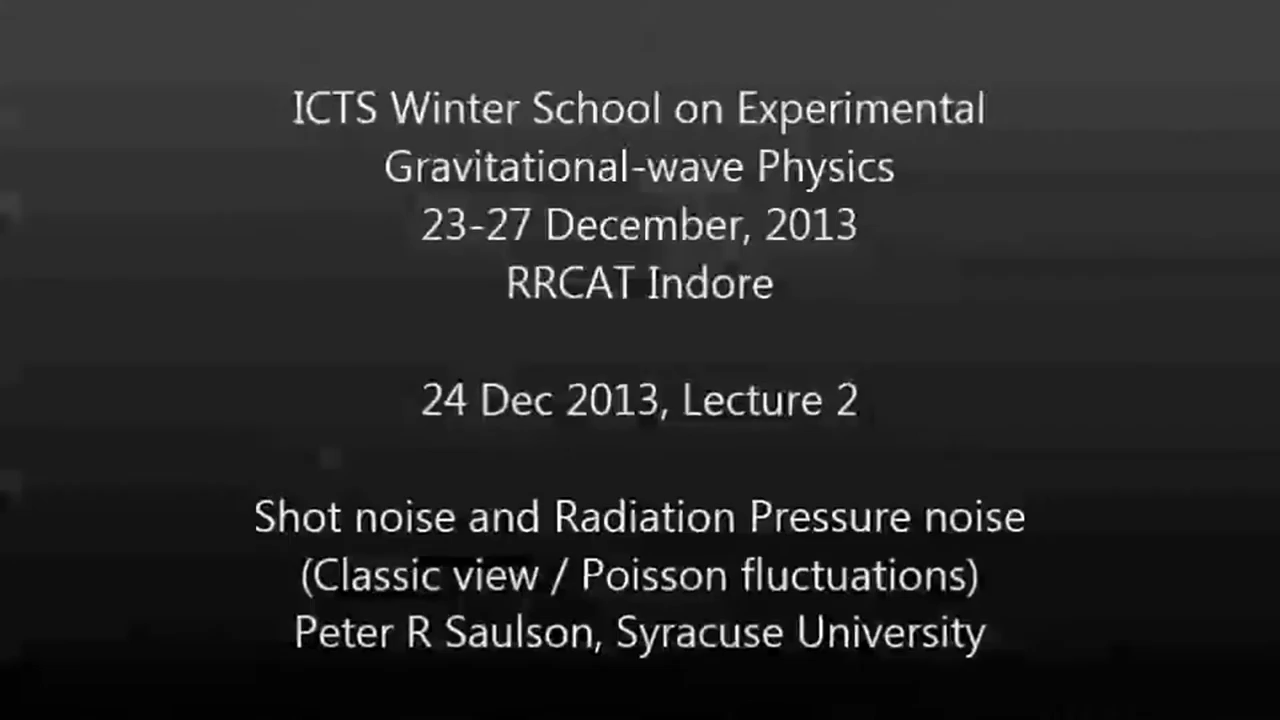 ICTS Winter School on Experimental
Gravitational-wave Physics
23-27 December, 2013
RRCAT Indore
24 Dec 2013, Lecture 2
Shot noise and Radiation Pressure noise
(Classic view / Poisson fluctuations)
Peter R Saulson, Syracuse University